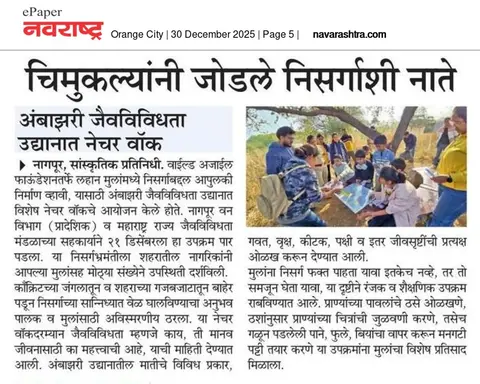 ePaper
नवराष्ट्र
Orange City | 30 December 2025 | Page 5 | navarashtra.com
चिमुकल्यांनी जोडले निसर्गाशी नाते
अंबाझरी जैवविविधता
उद्यानात नेचर वॉक
▶ नागपूर, सांस्कृतिक प्रतिनिधी. वाईल्ड अजाईल
फाऊंडेशनतर्फे लहान मुलांमध्ये निसर्गाबद्दल आपुलकी
निर्माण व्हावी, यासाठी अंबाझरी जैवविविधता उद्यानात
विशेष नेचर वॉकचे आयोजन केले होते. नागपूर वन
विभाग (प्रादेशिक) व महाराष्ट्र राज्य जैवविविधता
मंडळाच्या सहकार्याने २१ डिसेंबरला हा उपक्रम पार
पडला. या निसर्गभ्रमंतीला शहरातील नागरिकांनी
आपल्या मुलांसह मोठ्या संख्येने उपस्थिती दर्शविली.
काँक्रिटच्या जंगलातून व शहराच्या गजबजाटातून बाहेर
पडून निसर्गाच्या सान्निध्यात वेळ घालविण्याचा अनुभव
पालक व मुलांसाठी अविस्मरणीय ठरला. या नेचर
वॉकदरम्यान जैवविविधता म्हणजे काय, ती मानव
जीवनासाठी का महत्त्वाची आहे, याची माहिती देण्यात
आली. अंबाझरी उद्यानातील मातीचे विविध प्रकार,
गवत, वृक्ष, कीटक, पक्षी व इतर जीवसृष्टीची प्रत्यक्ष
ओळख करून देण्यात आली.
मुलांना निसर्ग फक्त पाहता यावा इतकेच नव्हे, तर तो
समजून घेता यावा, या दृष्टीने रंजक व शैक्षणिक उपक्रम
राबविण्यात आले. प्राण्यांच्या पावलांचे ठसे ओळखणे,
ठशांनुसार प्राण्यांच्या चित्रांची जुळवणी करणे, तसेच
गळून पडलेली पाने, फुले, बियांचा वापर करून मनगटी
पट्टी तयार करणे या उपक्रमांना मुलांचा विशेष प्रतिसाद
मिळाला.